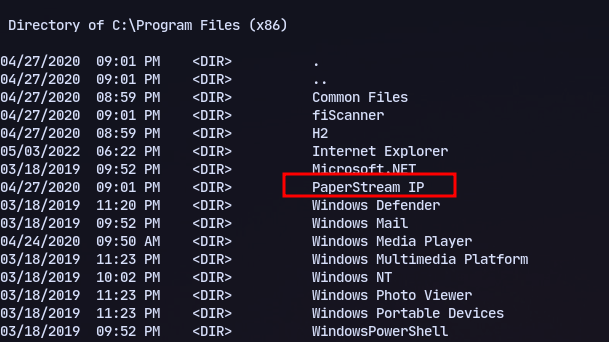 Directory of C:\Program Files (x86)
04/27/2020  09:01 PM    <DIR>          .
04/27/2020  09:01 PM    <DIR>          ..
04/27/2020  08:59 PM    <DIR>          Common Files
04/27/2020  09:01 PM    <DIR>          fiScanner
04/27/2020  08:59 PM    <DIR>          H2
05/03/2022  06:22 PM    <DIR>          Internet Explorer
03/18/2019  09:52 PM    <DIR>          Microsoft.NET
04/27/2020  09:01 PM    <DIR>          PaperStream IP
03/18/2019  11:20 PM    <DIR>          Windows Defender
03/18/2019  09:52 PM    <DIR>          Windows Mail
04/24/2020  09:50 AM    <DIR>          Windows Media Player
03/18/2019  11:23 PM    <DIR>          Windows Multimedia Platform
03/18/2019  10:02 PM    <DIR>          Windows NT
03/18/2019  11:23 PM    <DIR>          Windows Photo Viewer
03/18/2019  11:23 PM    <DIR>          Windows Portable Devices
03/18/2019  09:52 PM    <DIR>          WindowsPowerShell